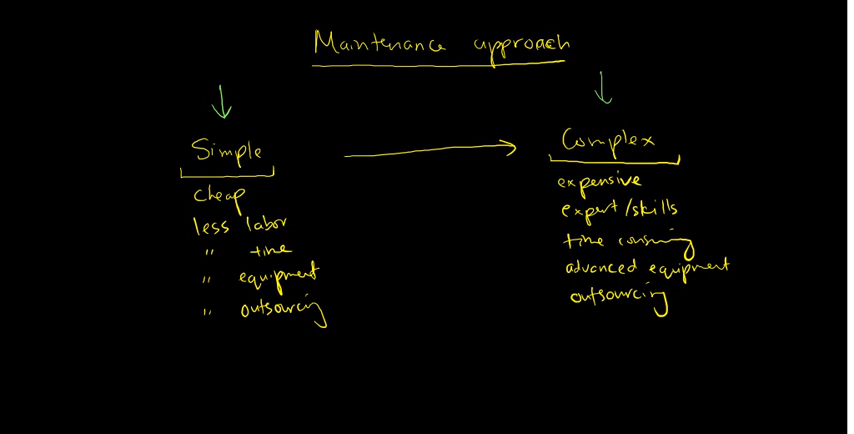 Maintenance approach
Simple
Complex
cheap
less labor
" time
" equipment
" outsourcing
expensive
expert/skills
time consuming
advanced equipment
outsourcing